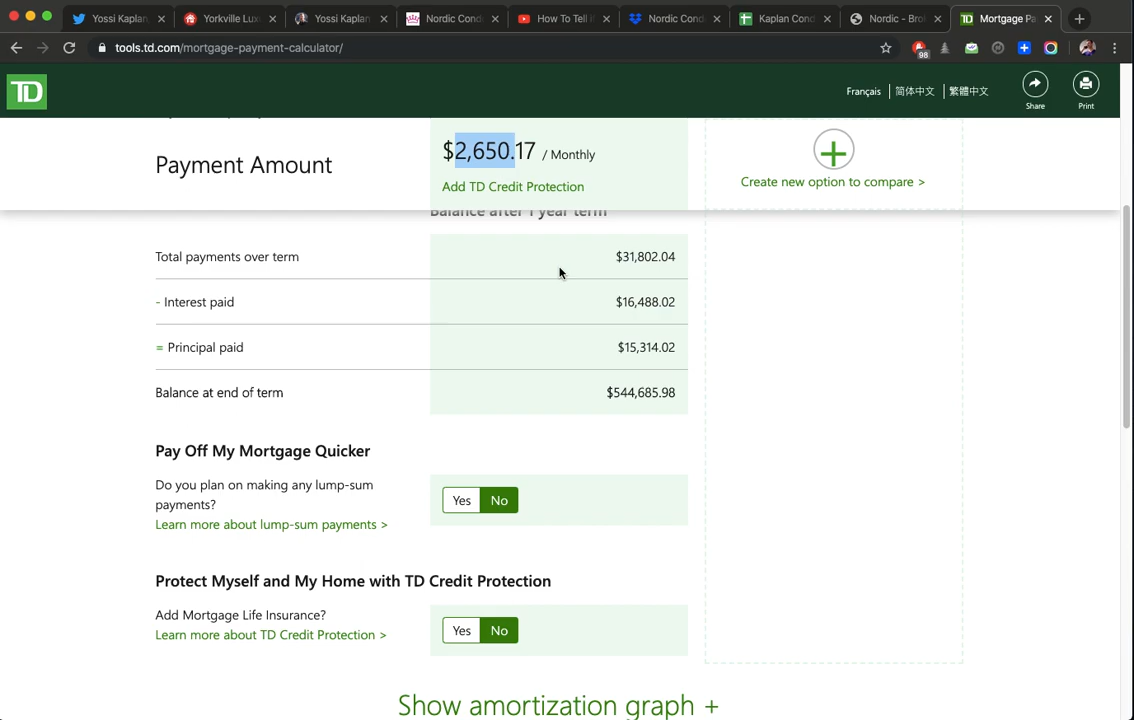 Yossi Kaplan,
Yorkville Lux
Yossi Kaplan
Nordic Cond
How To Tell i
Nordic Cond
Kaplan Cond
Nordic - Bro
Mortgage Pa
tools.td.com/mortgage-payment-calculator/
98
TD
Français
简体中文
繁體中文
Share
Print
Payment Amount
$2,650.17 / Monthly
Add TD Credit Protection
Create new option to compare >
Balance after 1 year term
Total payments over term
$31,802.04
- Interest paid
$16,488.02
= Principal paid
$15,314.02
Balance at end of term
$544,685.98
Pay Off My Mortgage Quicker
Do you plan on making any lump-sum
payments?
Yes No
Learn more about lump-sum payments >
Protect Myself and My Home with TD Credit Protection
Add Mortgage Life Insurance?
Yes No
Learn more about TD Credit Protection >
Show amortization graph +